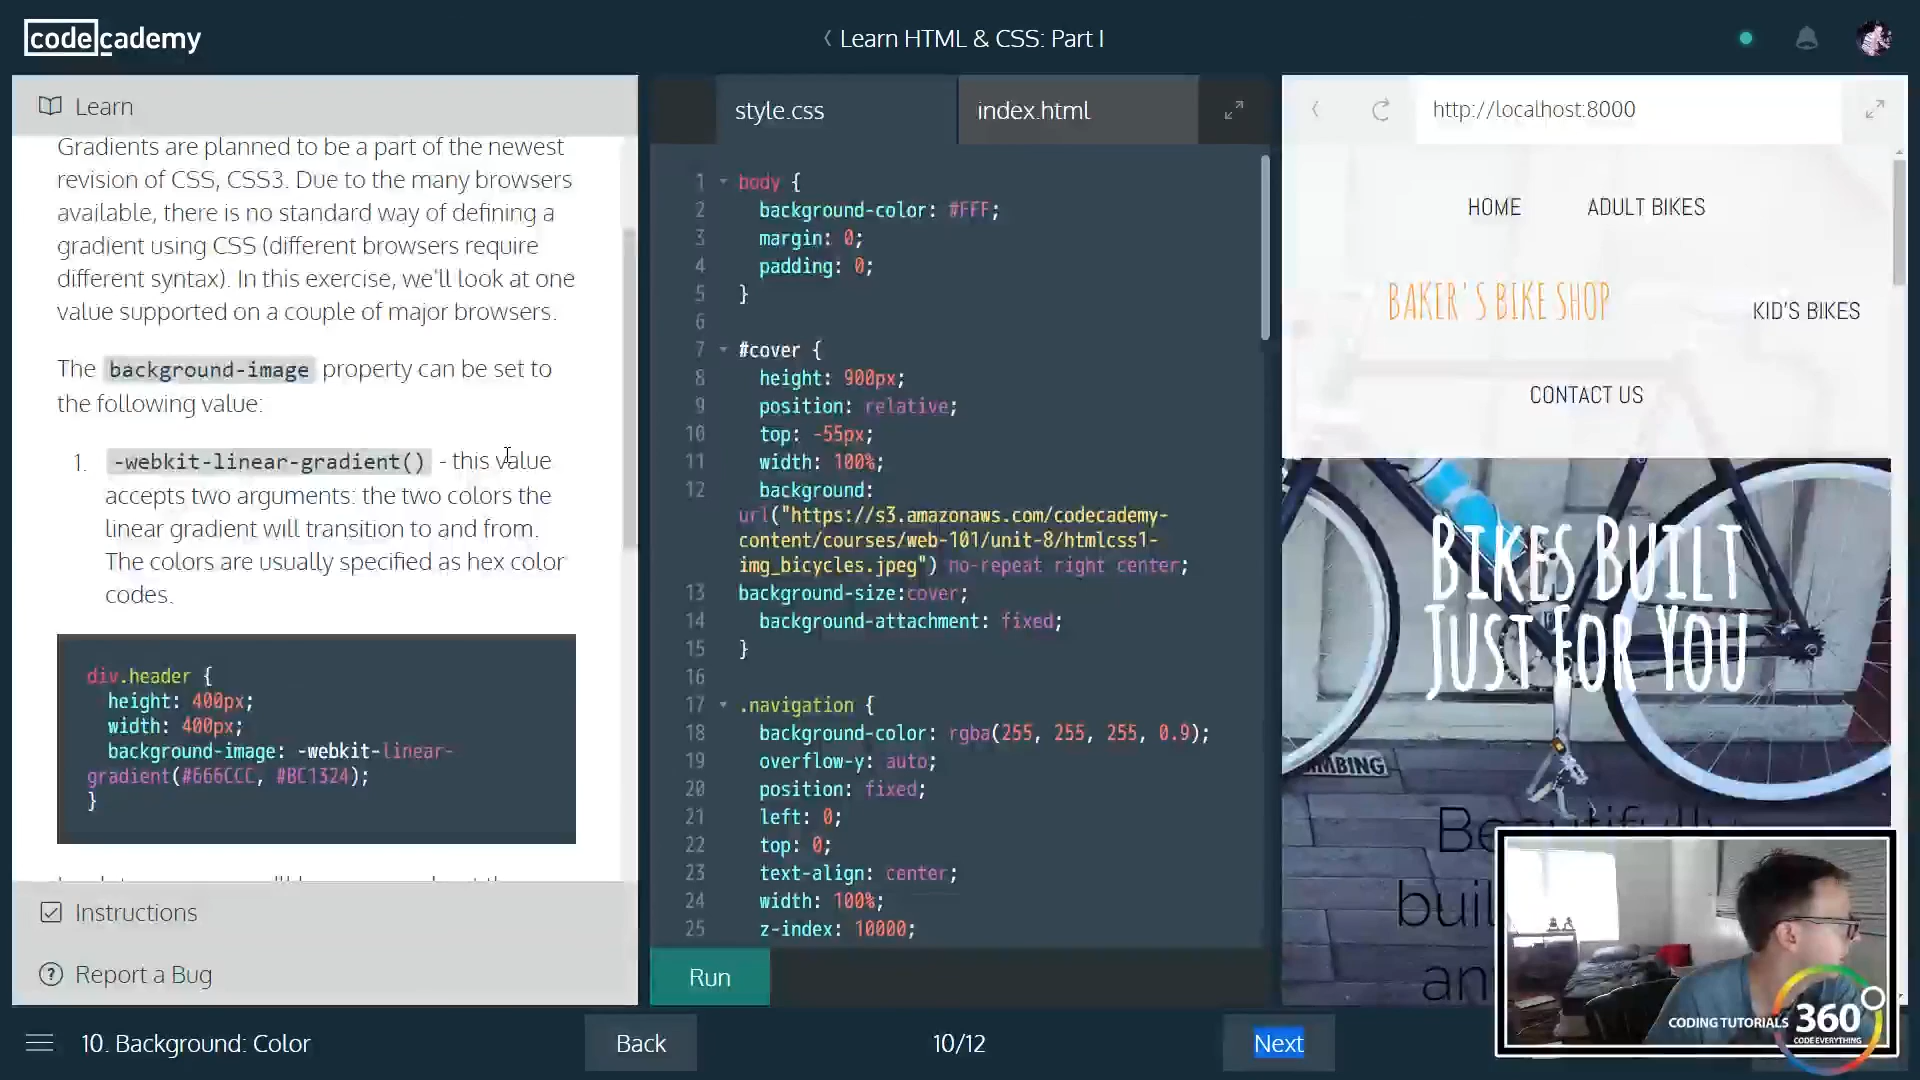 codecademy
Learn HTML & CSS: Part I
Learn
Gradients are planned to be a part of the newest
revision of CSS, CSS3. Due to the many browsers
available, there is no standard way of defining a
gradient using CSS (different browsers require
different syntax). In this exercise, we'll look at one
value supported on a couple of major browsers.
The background-image property can be set to
the following value:
1. -webkit-linear-gradient() - this value
accepts two arguments: the two colors the
linear gradient will transition to and from.
The colors are usually specified as hex color
codes.
div.header {
height: 400px;
width: 400px;
background-image: -webkit-linear-
gradient(#666CCC, #BC1324);
}
Instructions
Report a Bug
style.css
index.html
1 body {
2 background-color: #FFF;
3 margin: 0;
4 padding: 0;
5 }
6
7 #cover {
8 height: 900px;
9 position: relative;
10 top: -55px;
11 width: 100%;
12 background:
url("https://s3.amazonaws.com/codecademy-
content/courses/web-101/unit-8/htmlcss1-
img_bicycles.jpeg") no-repeat right center;
13 background-size:cover;
14 background-attachment: fixed;
15 }
16
17 .navigation {
18 background-color: rgba(255, 255, 255, 0.9);
19 overflow-y: auto;
20 position: fixed;
21 left: 0;
22 top: 0;
23 text-align: center;
24 width: 100%;
25 z-index: 10000;
Run
http://localhost:8000
HOME ADULT BIKES
BAKER'S BIKE SHOP KID'S BIKES
CONTACT US
BIKES BUILT
JUST FOR YOU
MBING
Beautifully
CODING TUTORIALS 360°
CODE EVERYTHING
10. Background: Color
Back
10/12
Next